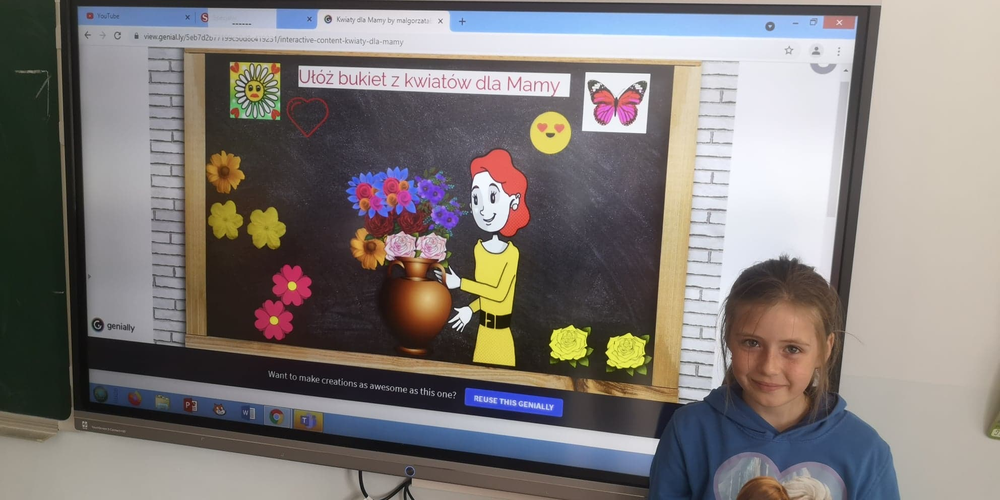 YouTube
Kwiaty dla Mamy by malgorzata
view.genial.ly/5eb7d2b77199c50d8c419251/interactive-content-kwiaty-dla-mamy
Ułóż bukiet z kwiatów dla Mamy
genially
Want to make creations as awesome as this one?
REUSE THIS GENIALLY